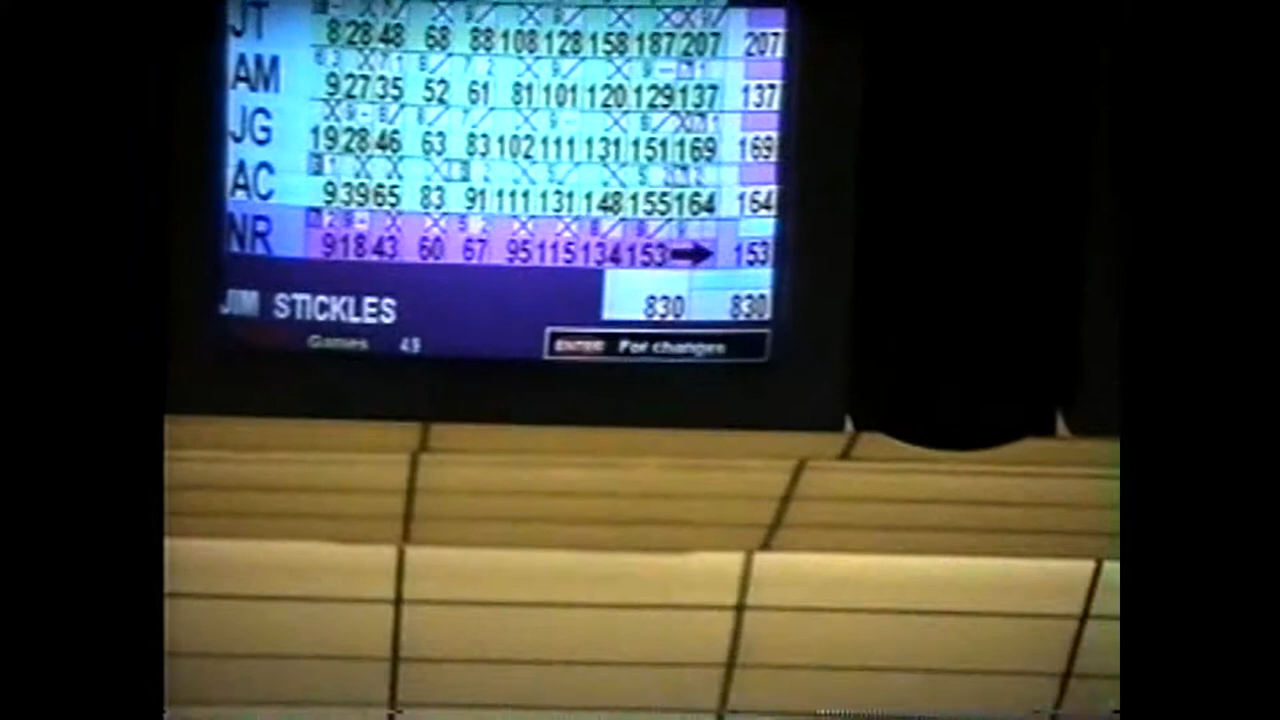 JT 8 28 48 68 88 108 128 158 187 207 207
AM 9 27 35 52 61 81 101 120 129 137 137
JG 19 28 46 63 83 102 111 131 151 169 169
AC 9 39 65 83 91 111 131 148 155 164 164
NR 9 18 43 60 67 95 115 134 153 153
830 830
JIM STICKLES
Games 43
ENTER For changes